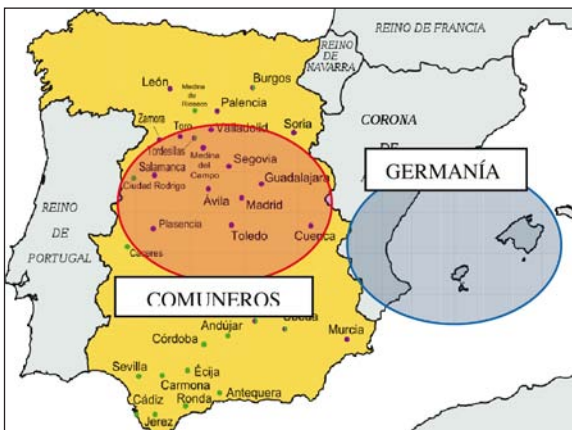 REINO DE FRANCIA
REINO
DE
NAVARRA
León
Medina
de
Rioseco
Burgos
Palencia
CORONA
DE
Zamora
Toro
Valladolid
Soria
Tordesillas
Medina
del
Campo
Segovia
GERMANÍA
Salamanca
Ciudad Rodrigo
Guadalajara
Ávila
Madrid
REINO
DE
PORTUGAL
Plasencia
Toledo
Cuenca
Cáceres
COMUNEROS
Andújar
Córdoba
Murcia
Sevilla
Écija
Carmona
Cádiz
Ronda
Antequera
Jerez